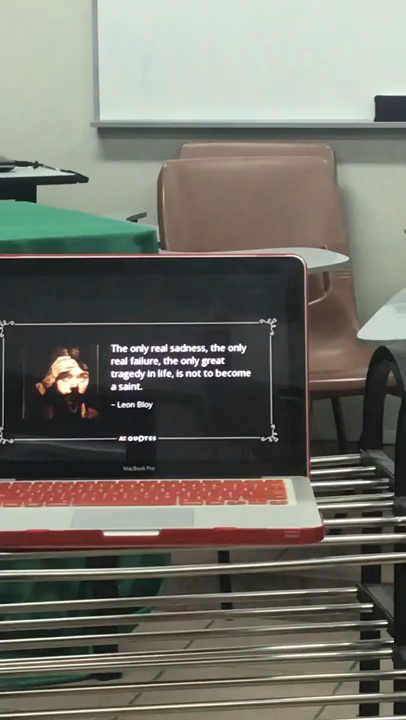 The only real sadness, the only
real failure, the only great
tragedy in life, is not to become
a saint.
~ Leon Bloy
AZ QUOTES
MacBook Pro